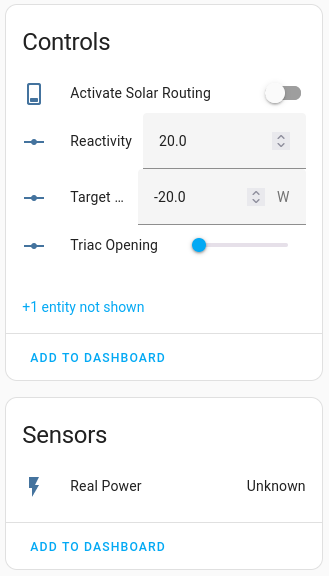 Controls
Activate Solar Routing
Reactivity 20.0
Target ... -20.0 W
Triac Opening
+1 entity not shown
ADD TO DASHBOARD
Sensors
Real Power Unknown
ADD TO DASHBOARD